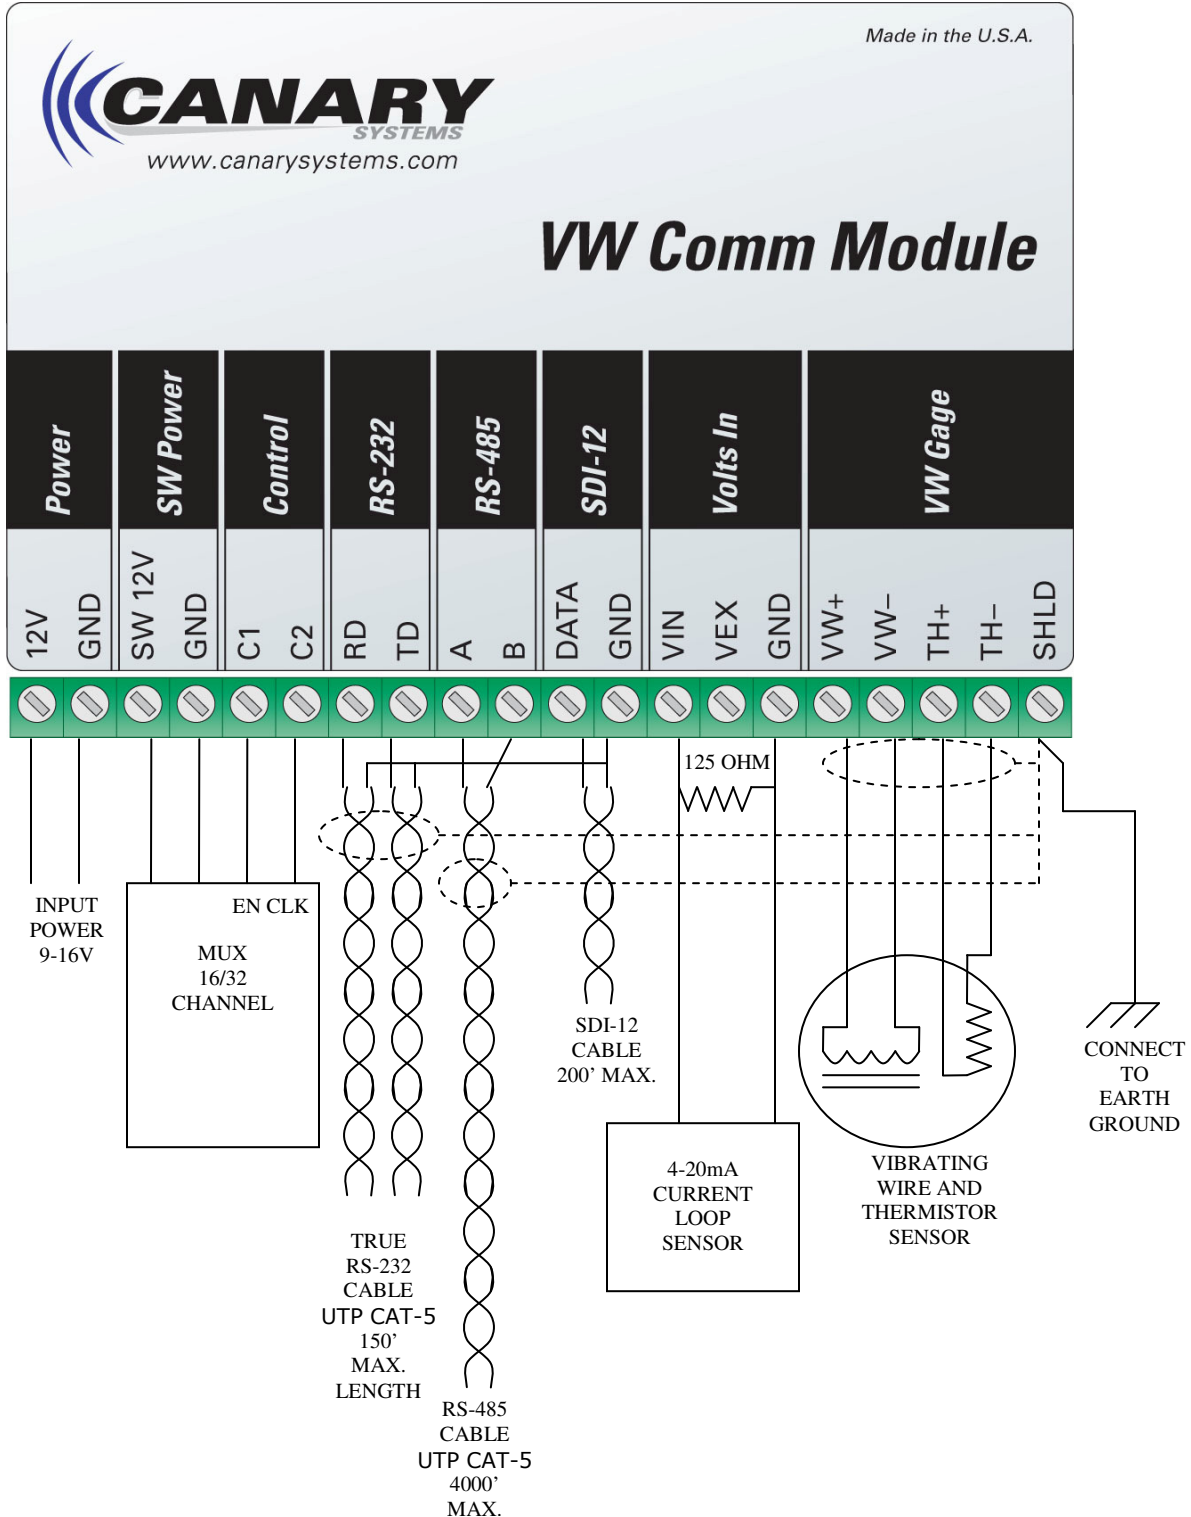 Made in the U.S.A.
CANARY
SYSTEMS
www.canarysystems.com
VW Comm Module
Power
SW Power
Control
RS-232
RS-485
SDI-12
Volts In
VW Gage
12V
GND
SW 12V
GND
C1
C2
RD
TD
A
B
DATA
GND
VIN
VEX
GND
VW+
VW–
TH+
TH–
SHLD
125 OHM
INPUT
POWER
9-16V
EN CLK
MUX
16/32
CHANNEL
SDI-12
CABLE
200’ MAX.
CONNECT
TO
EARTH
GROUND
4-20mA
CURRENT
LOOP
SENSOR
VIBRATING
WIRE AND
THERMISTOR
SENSOR
TRUE
RS-232
CABLE
UTP CAT-5
150’
MAX.
LENGTH
RS-485
CABLE
UTP CAT-5
4000’
MAX.